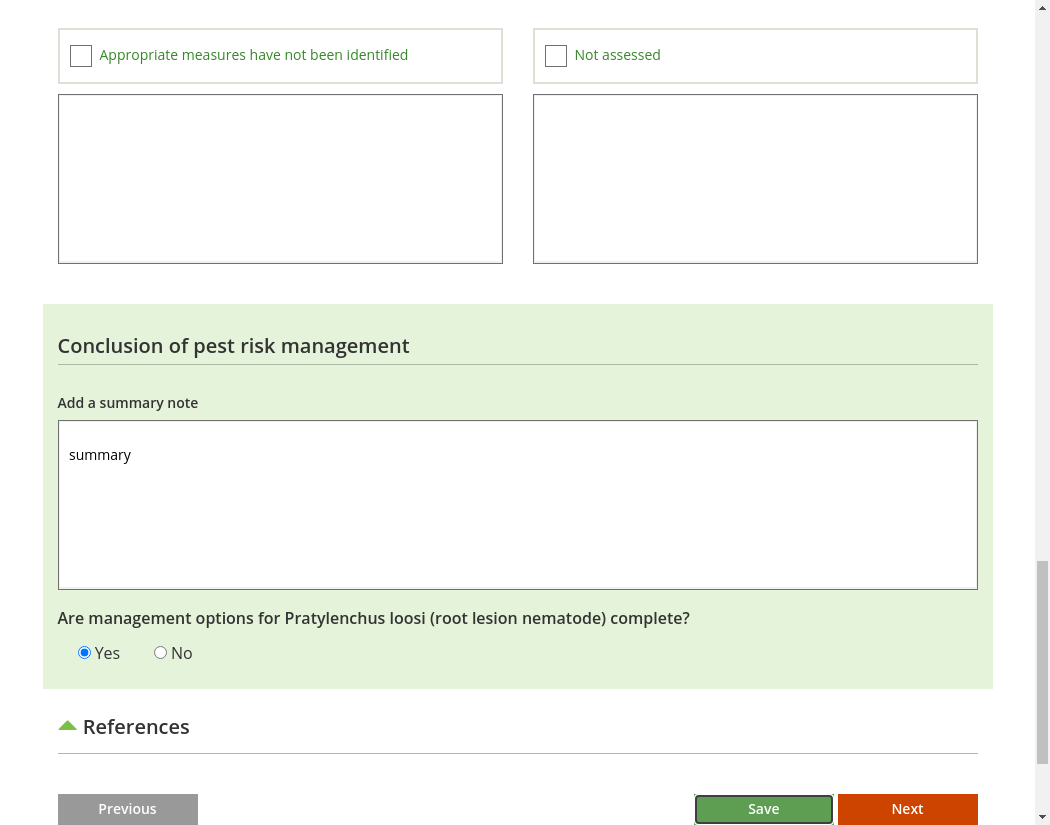 Appropriate measures have not been identified
Not assessed
Conclusion of pest risk management
Add a summary note
summary
Are management options for Pratylenchus loosi (root lesion nematode) complete?
Yes No
References
Previous Save Next